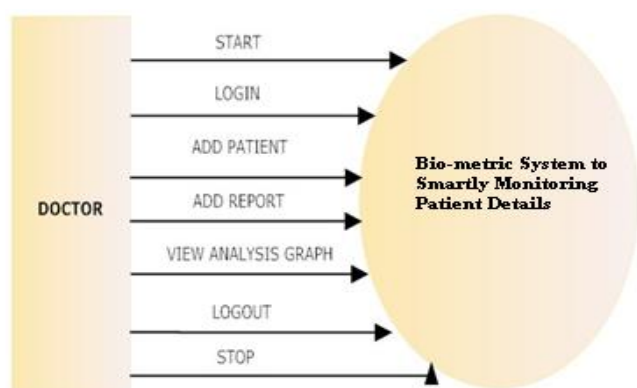 START
LOGIN
ADD PATIENT
Bio-metric System to
Smartly Monitoring
Patient Details
DOCTOR
ADD REPORT
VIEW ANALYSIS GRAPH
LOGOUT
STOP